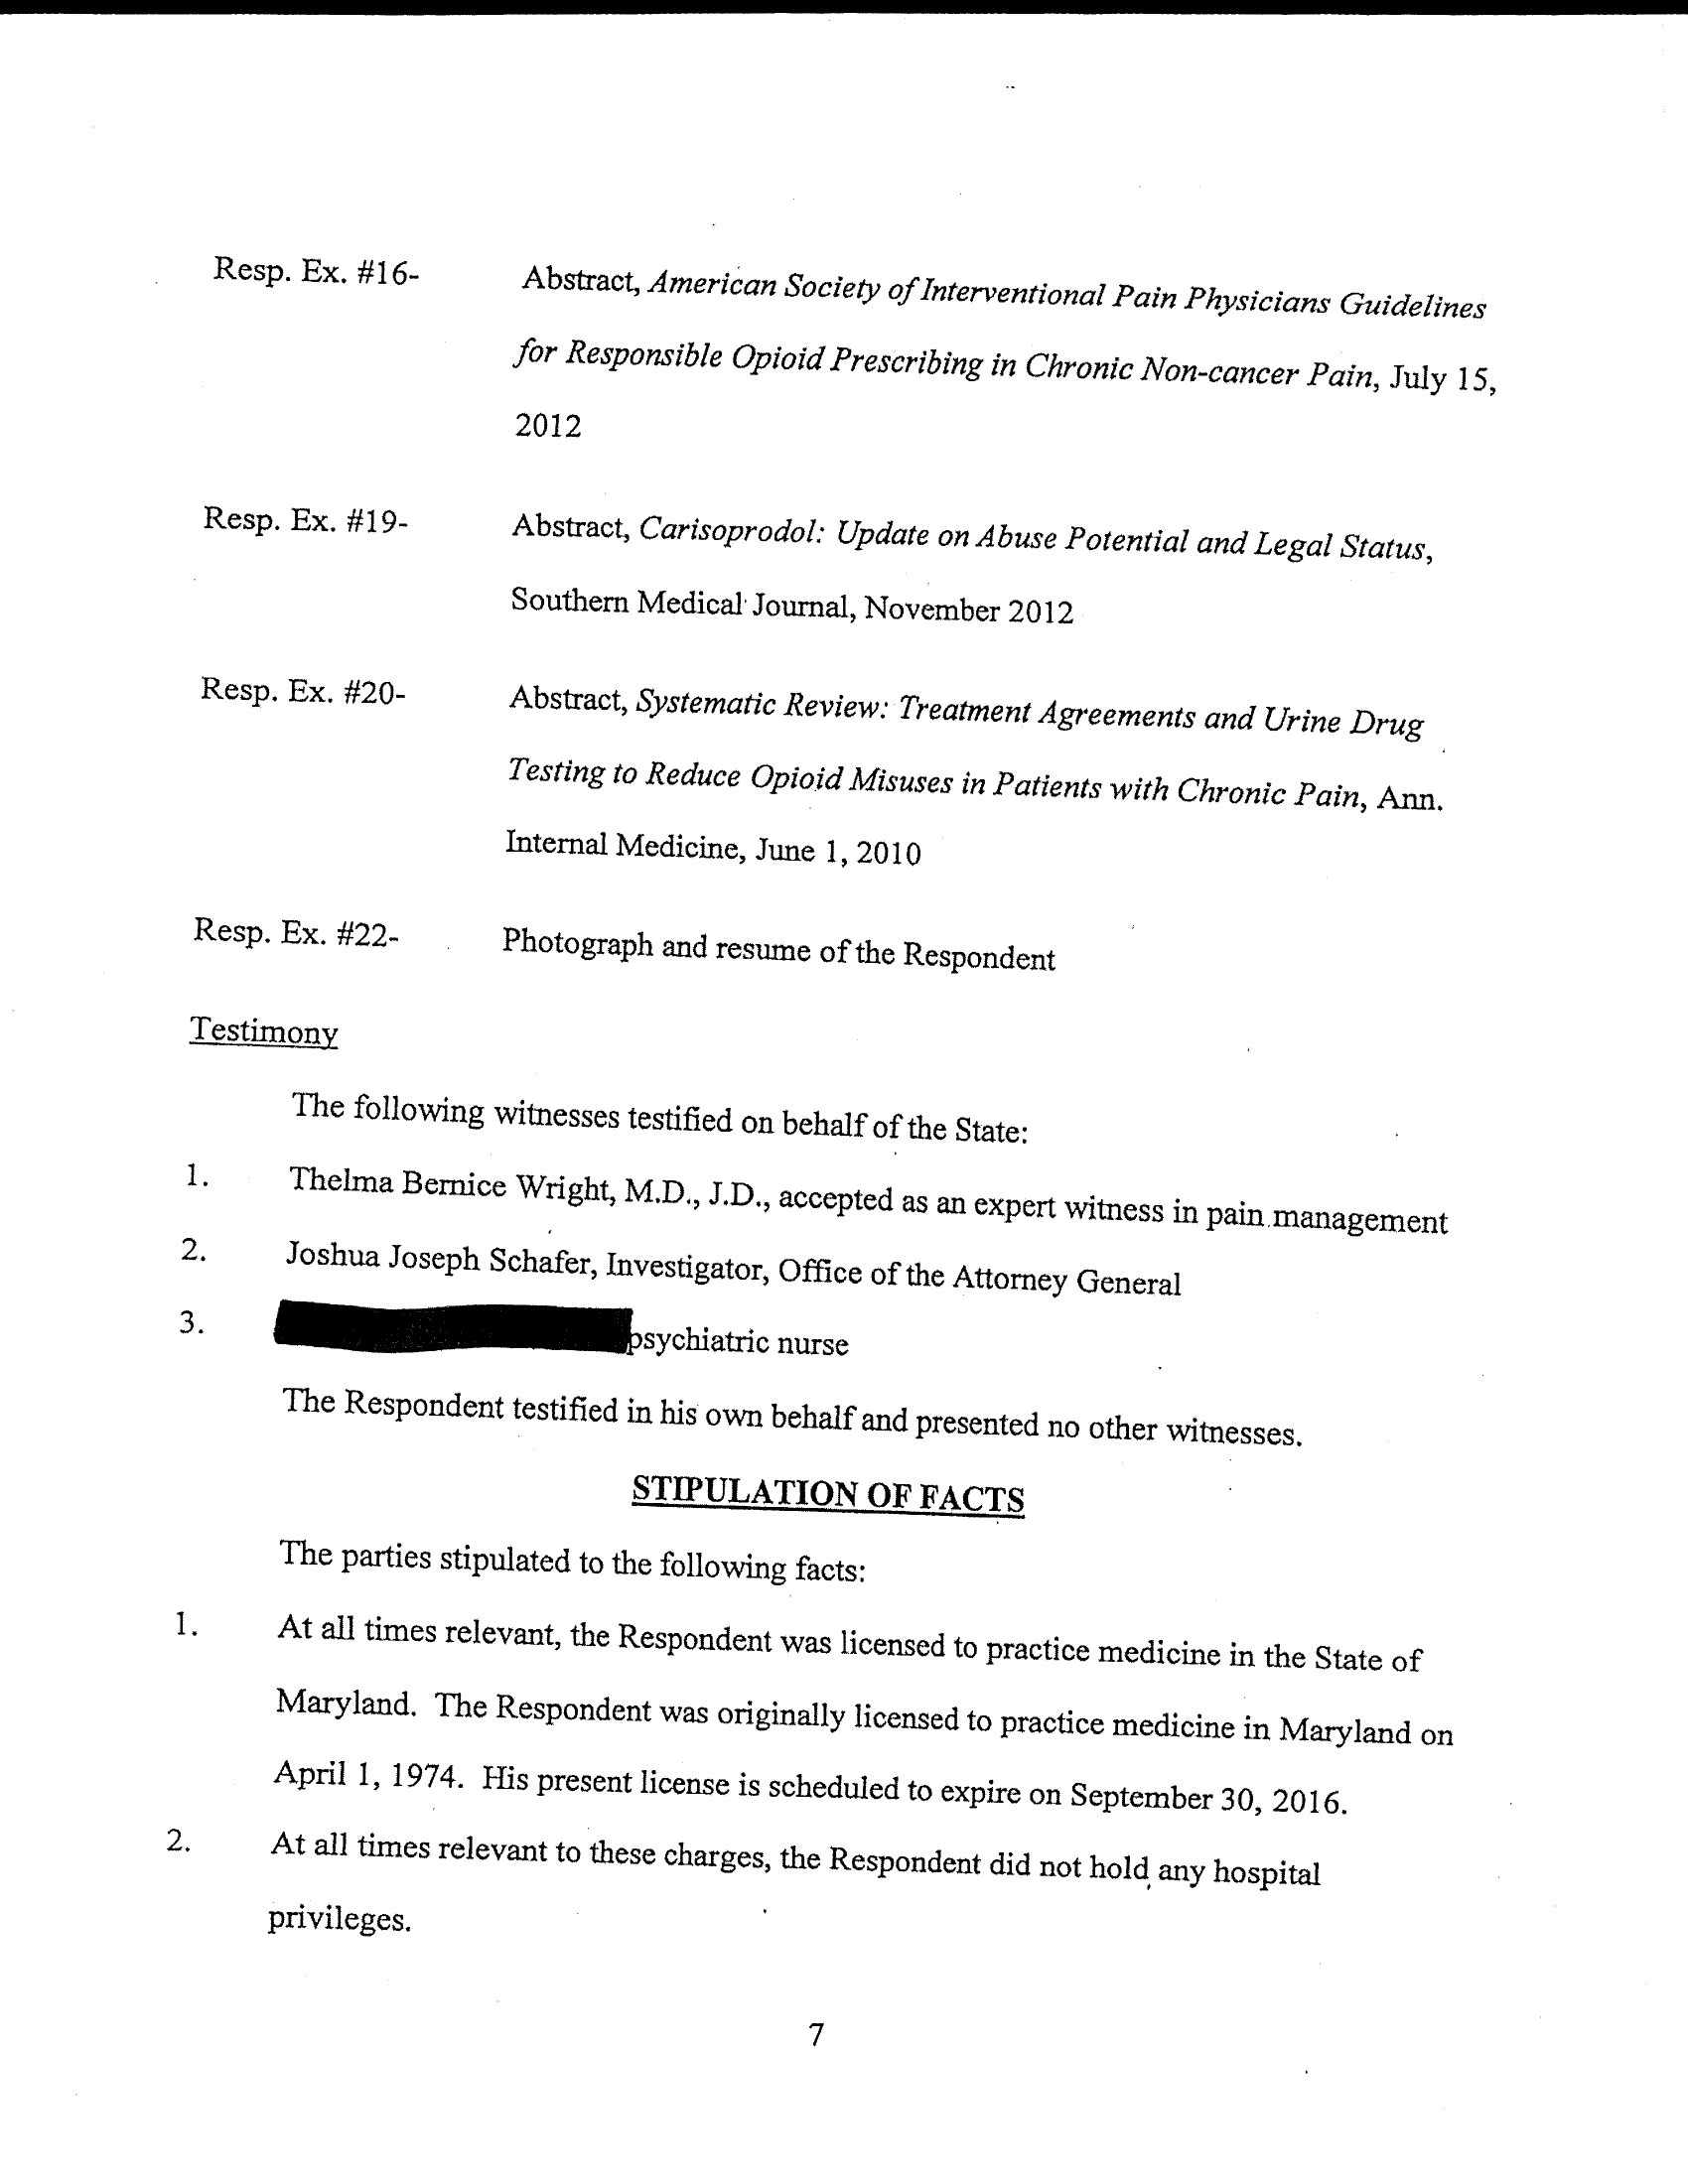 Resp. Ex. #16- Abstract, American Society of Interventional Pain Physicians Guidelines
for Responsible Opioid Prescribing in Chronic Non-cancer Pain, July 15,
2012
Resp. Ex. #19- Abstract, Carisoprodol: Update on Abuse Potential and Legal Status,
Southern Medical Journal, November 2012
Resp. Ex. #20- Abstract, Systematic Review: Treatment Agreements and Urine Drug
Testing to Reduce Opioid Misuses in Patients with Chronic Pain, Ann.
Internal Medicine, June 1, 2010
Resp. Ex. #22- Photograph and resume of the Respondent
Testimony
The following witnesses testified on behalf of the State:
1. Thelma Bernice Wright, M.D., J.D., accepted as an expert witness in pain management
2. Joshua Joseph Schafer, Investigator, Office of the Attorney General
3. psychiatric nurse
The Respondent testified in his own behalf and presented no other witnesses.
STIPULATION OF FACTS
The parties stipulated to the following facts:
1. At all times relevant, the Respondent was licensed to practice medicine in the State of
Maryland. The Respondent was originally licensed to practice medicine in Maryland on
April 1, 1974. His present license is scheduled to expire on September 30, 2016.
2. At all times relevant to these charges, the Respondent did not hold any hospital
privileges.
7